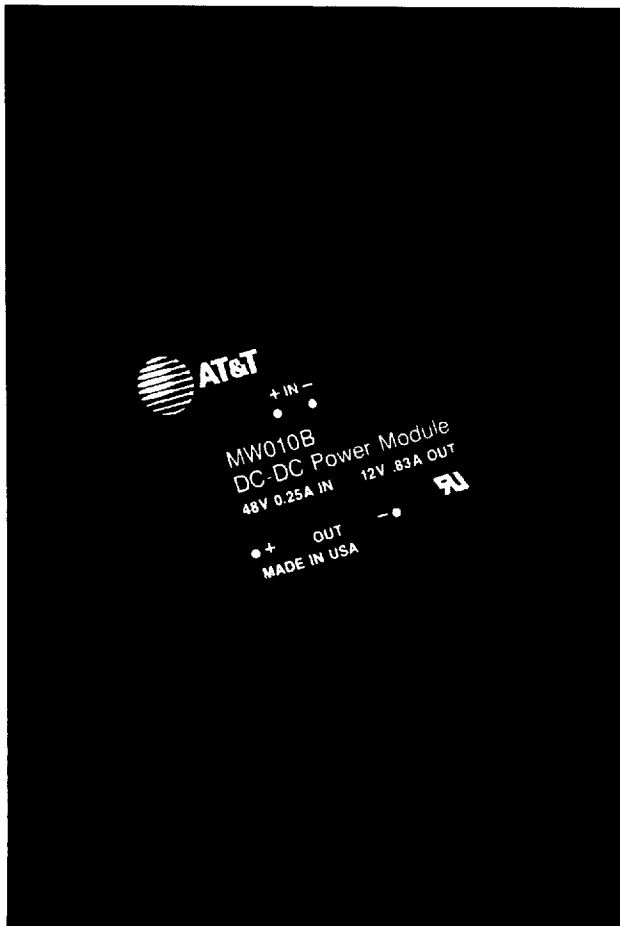 AT&T
+ IN −
MW010B
DC-DC Power Module
48V 0.25A IN 12V .83A OUT
+ OUT −
MADE IN USA